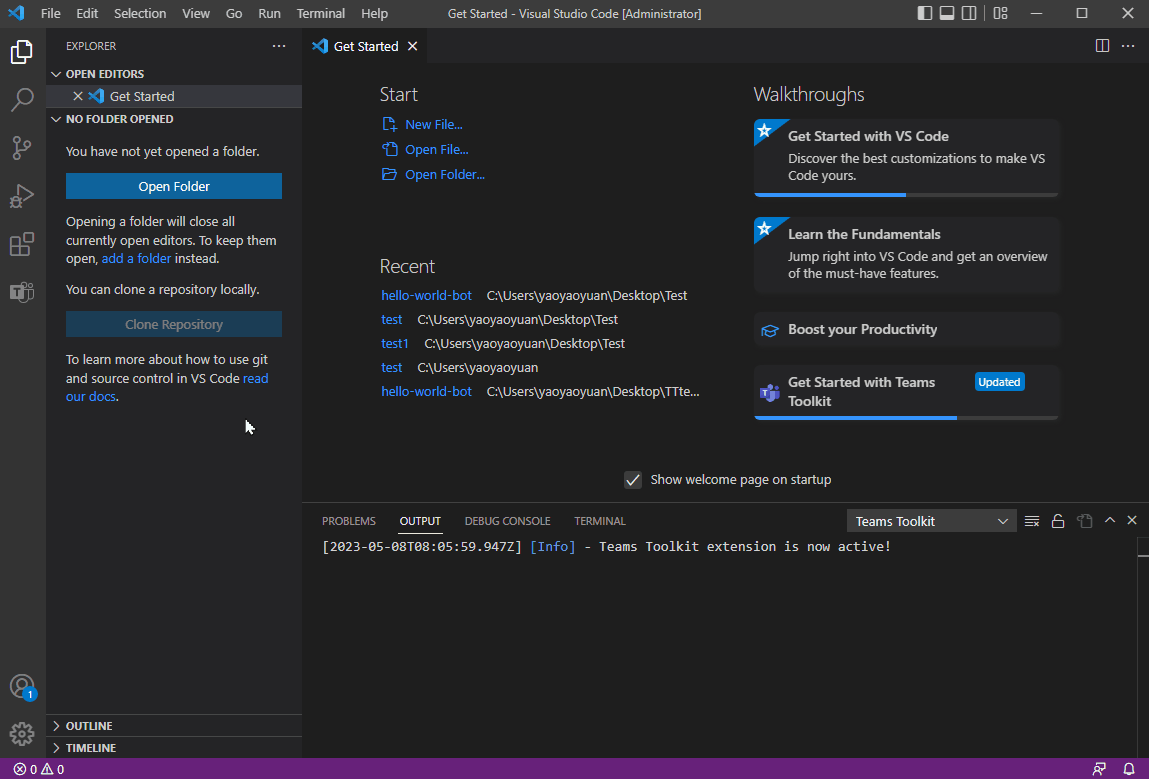 File Edit Selection View Go Run Terminal Help
Get Started - Visual Studio Code [Administrator]
EXPLORER
OPEN EDITORS
Get Started
NO FOLDER OPENED
You have not yet opened a folder.
Open Folder
Opening a folder will close all
currently open editors. To keep them
open, add a folder instead.
You can clone a repository locally.
Clone Repository
To learn more about how to use git
and source control in VS Code read
our docs.
1
OUTLINE
TIMELINE
Get Started
Start
New File...
Open File...
Open Folder...
Recent
hello-world-bot C:\Users\yaoyaoyuan\Desktop\Test
test C:\Users\yaoyaoyuan\Desktop\Test
test1 C:\Users\yaoyaoyuan\Desktop\Test
test C:\Users\yaoyaoyuan
hello-world-bot C:\Users\yaoyaoyuan\Desktop\TTte...
Walkthroughs
Get Started with VS Code
Discover the best customizations to make VS
Code yours.
Learn the Fundamentals
Jump right into VS Code and get an overview
of the must-have features.
Boost your Productivity
Get Started with Teams
Toolkit
Updated
Show welcome page on startup
PROBLEMS OUTPUT DEBUG CONSOLE TERMINAL
Teams Toolkit
[2023-05-08T08:05:59.947Z] [Info] - Teams Toolkit extension is now active!
0 0